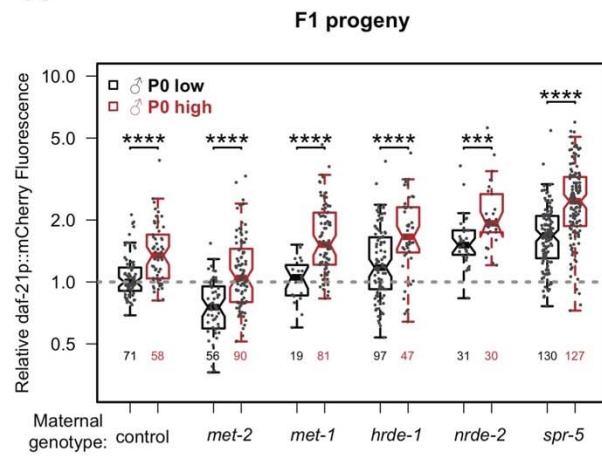 F1 progeny
Relative daf-21p::mCherry Fluorescence
10.0
5.0
2.0
1.0
0.5
♂ P0 low
♂ P0 high
**** **** **** **** *** ****
71 58 56 90 19 81 97 47 31 30 130 127
Maternal genotype: control met-2 met-1 hrde-1 nrde-2 spr-5